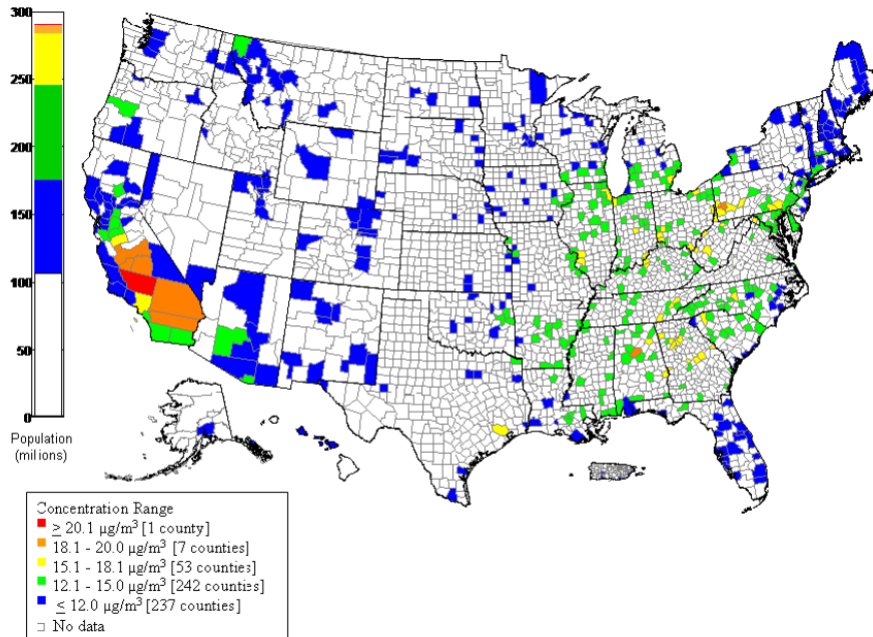 300
250
200
150
100
50
0
Population
(milions)
Concentration Range
≥ 20.1 µg/m³ [1 county]
18.1 - 20.0 µg/m³ [7 counties]
15.1 - 18.1 µg/m³ [53 counties]
12.1 - 15.0 µg/m³ [242 counties]
≤ 12.0 µg/m³ [237 counties]
No data